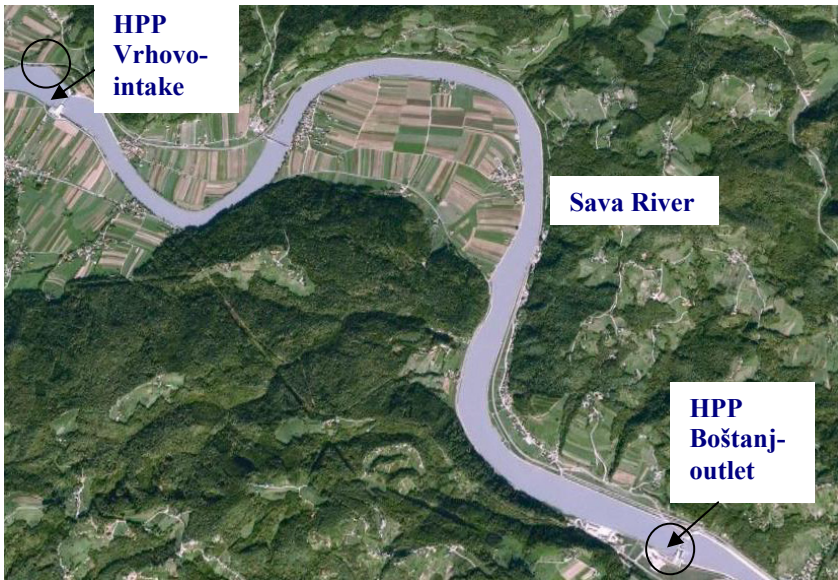 HPP
Vrhovo-
intake
Sava River
HPP
Boštanj-
outlet